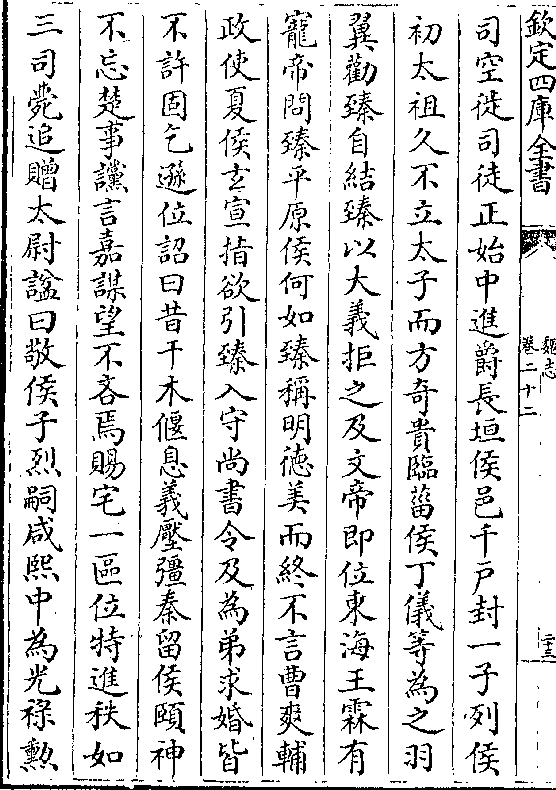 欽定四庫全書
魏志
卷二十二
二十三
司空徙司徒正始中進爵長垣侯邑千戸封一子列侯
初太祖久不立太子而方奇貴臨菑侯丁儀等為之羽
翼勸臻自結臻以大義拒之及文帝即位東海王霖有
寵帝問臻平原侯何如臻稱明徳美而終不言曹爽輔
政使夏侯玄宣指欲引臻入守尚書令及為弟求婚皆
不許固乞遜位詔曰昔干木偃息義壓彊秦留侯頤神
不忘楚事讜言嘉謀望不吝焉賜宅一區位特進秩如
三司薨追贈太尉諡曰敬侯子烈嗣咸熙中為光祿勲